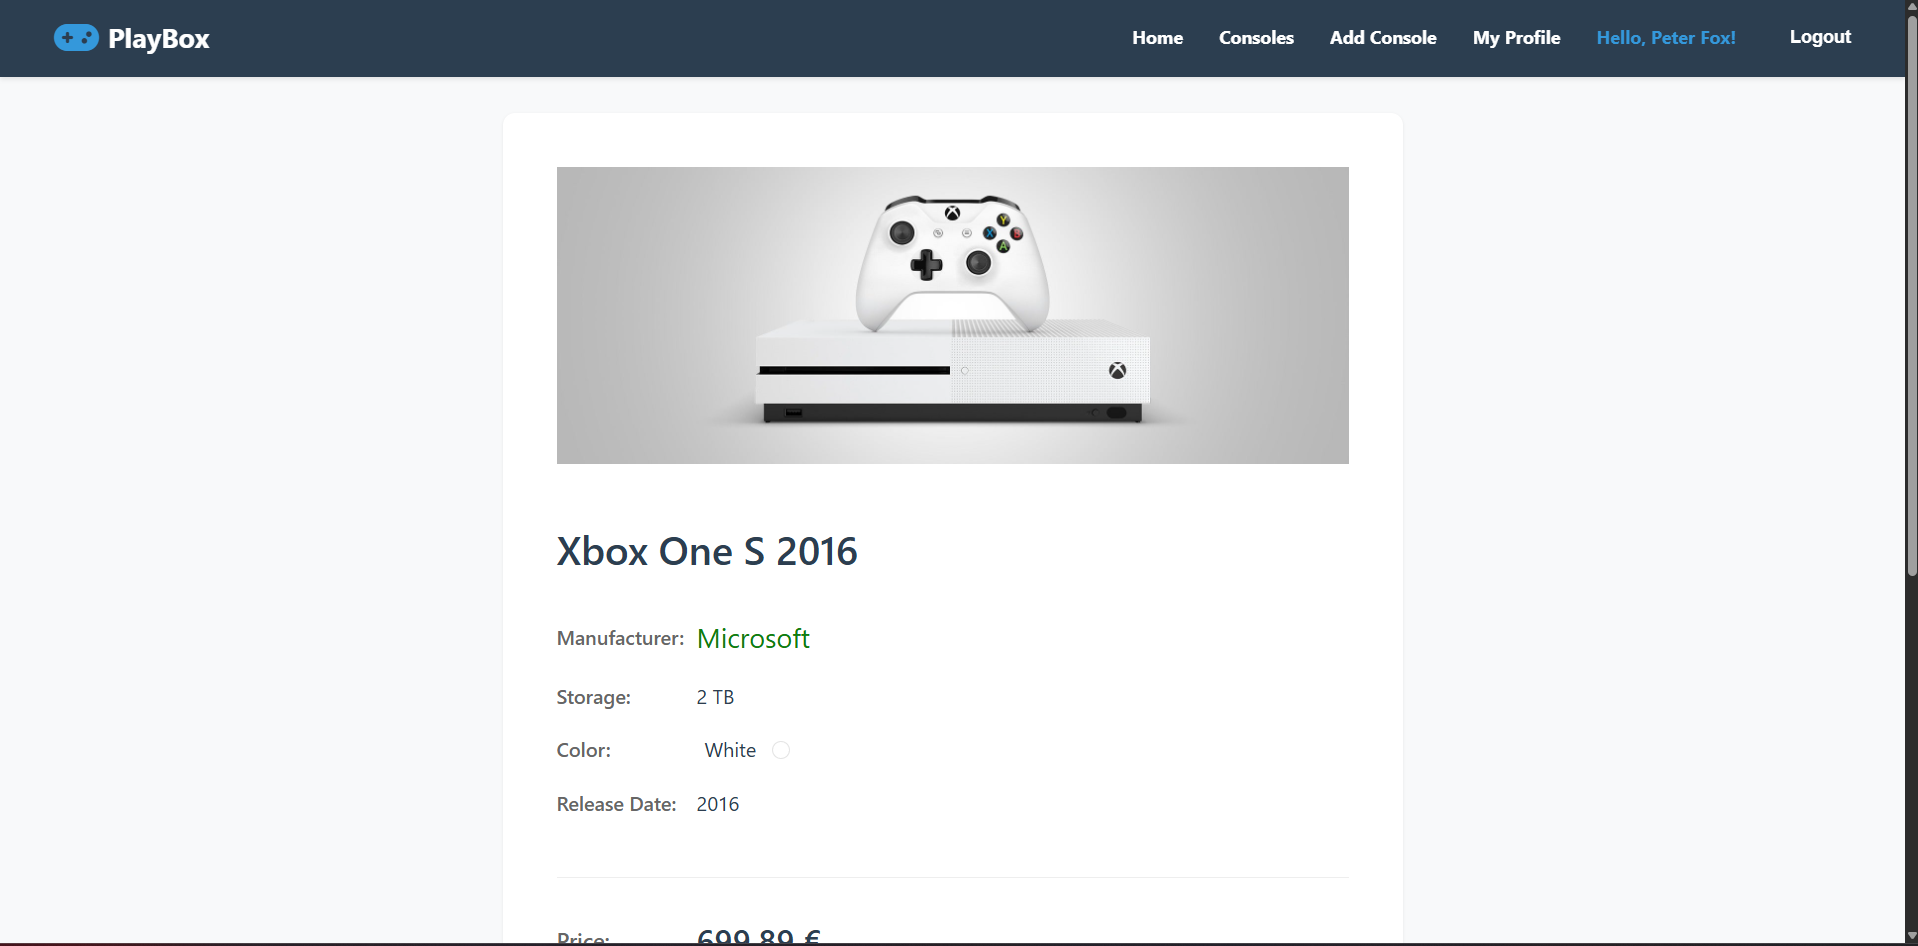 PlayBox
Home Consoles Add Console My Profile Hello, Peter Fox! Logout
Y
X B
A
Xbox One S 2016
Manufacturer: Microsoft
Storage: 2 TB
Color: White
Release Date: 2016
Price: 699.89 €